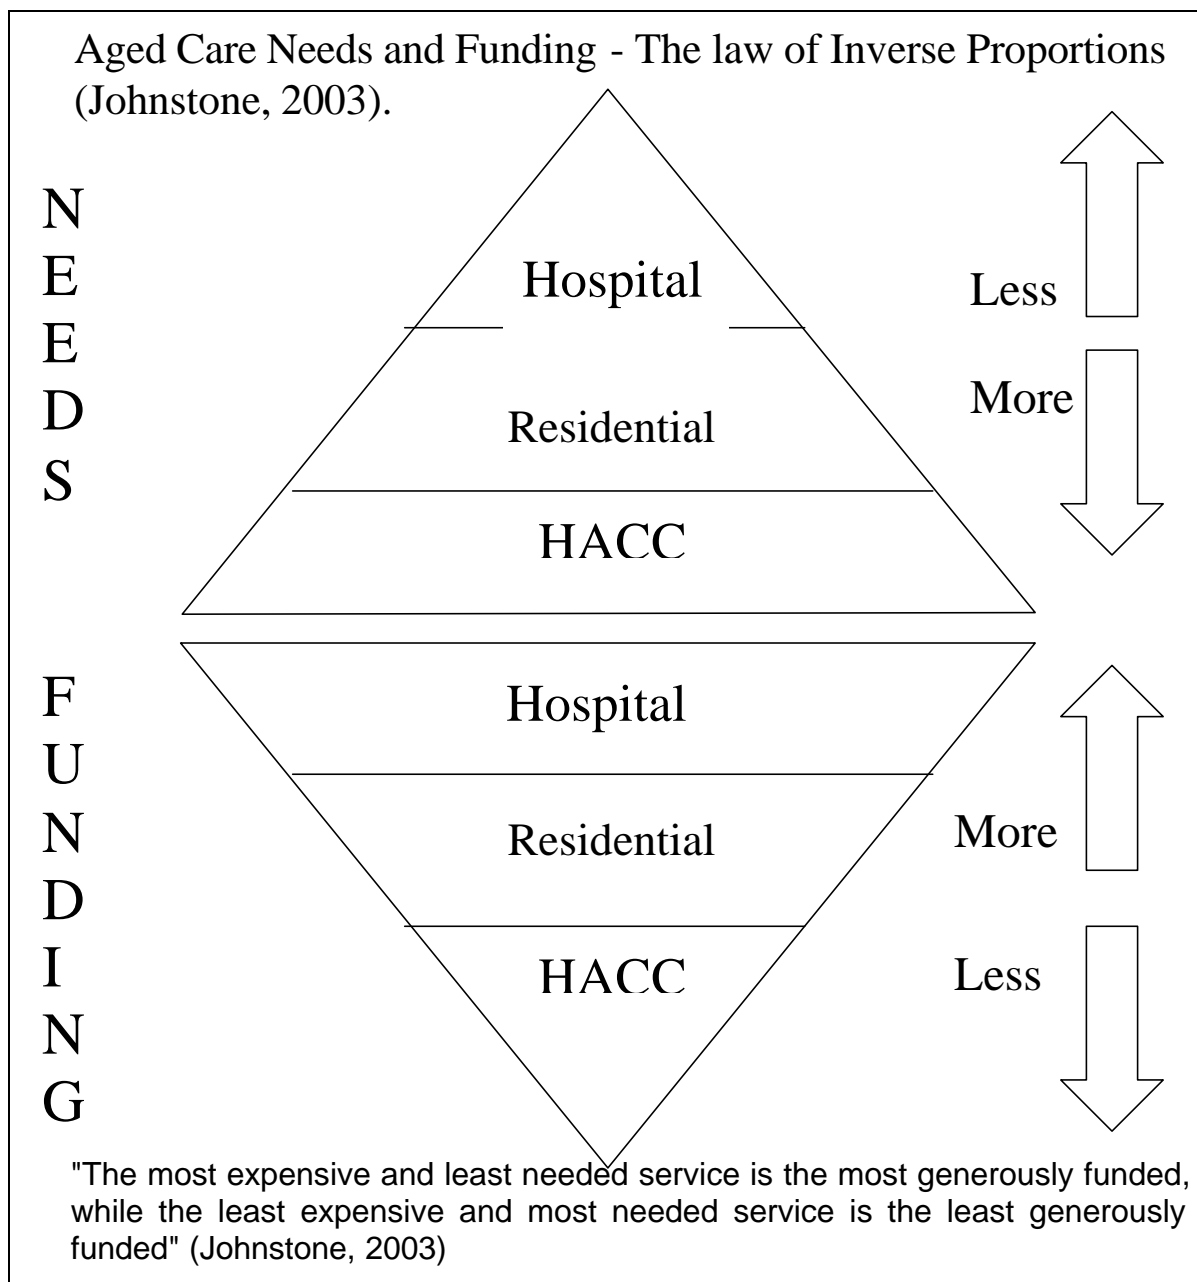 Aged Care Needs and Funding - The law of Inverse Proportions
(Johnstone, 2003).
N
E
E
D
S
Hospital
Residential
HACC
Less
More
F
U
N
D
I
N
G
Hospital
Residential
HACC
More
Less
"The most expensive and least needed service is the most generously funded,
while the least expensive and most needed service is the least generously
funded" (Johnstone, 2003)